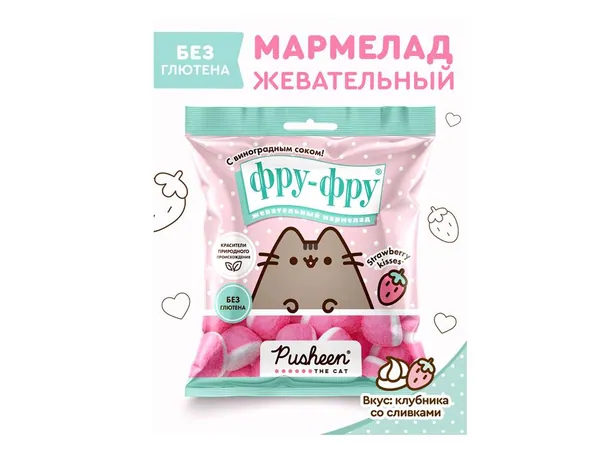 БЕЗ
ГЛЮТЕНА
МАРМЕЛАД
ЖЕВАТЕЛЬНЫЙ
С виноградным соком!
фру-фру®
жевательный мармелад
КРАСИТЕЛИ
ПРИРОДНОГО
ПРОИСХОЖДЕНИЯ
Strawberry
kisses
БЕЗ
ГЛЮТЕНА
Pusheen®
THE CAT
Вкус: клубника
со сливками